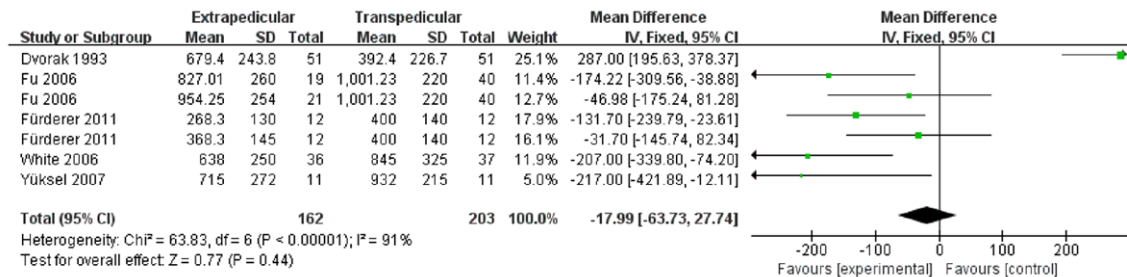 Extrapedicular Transpedicular Mean Difference Mean Difference
Study or Subgroup Mean SD Total Mean SD Total Weight IV, Fixed, 95% CI IV, Fixed, 95% CI
Dvorak 1993 679.4 243.8 51 392.4 226.7 51 25.1% 287.00 [195.63, 378.37]
Fu 2006 827.01 260 19 1,001.23 220 40 11.4% -174.22 [-309.56, -38.88]
Fu 2006 954.25 254 21 1,001.23 220 40 12.7% -46.98 [-175.24, 81.28]
Fürderer 2011 268.3 130 12 400 140 12 17.9% -131.70 [-239.79, -23.61]
Fürderer 2011 368.3 145 12 400 140 12 16.1% -31.70 [-145.74, 82.34]
White 2006 638 250 36 845 325 37 11.9% -207.00 [-339.80, -74.20]
Yüksel 2007 715 272 11 932 215 11 5.0% -217.00 [-421.89, -12.11]
Total (95% CI) 162 203 100.0% -17.99 [-63.73, 27.74]
Heterogeneity: Chi² = 63.83, df = 6 (P < 0.00001); I² = 91%
Test for overall effect: Z = 0.77 (P = 0.44)
-200 -100 0 100 200
Favours [experimental] Favours [control]